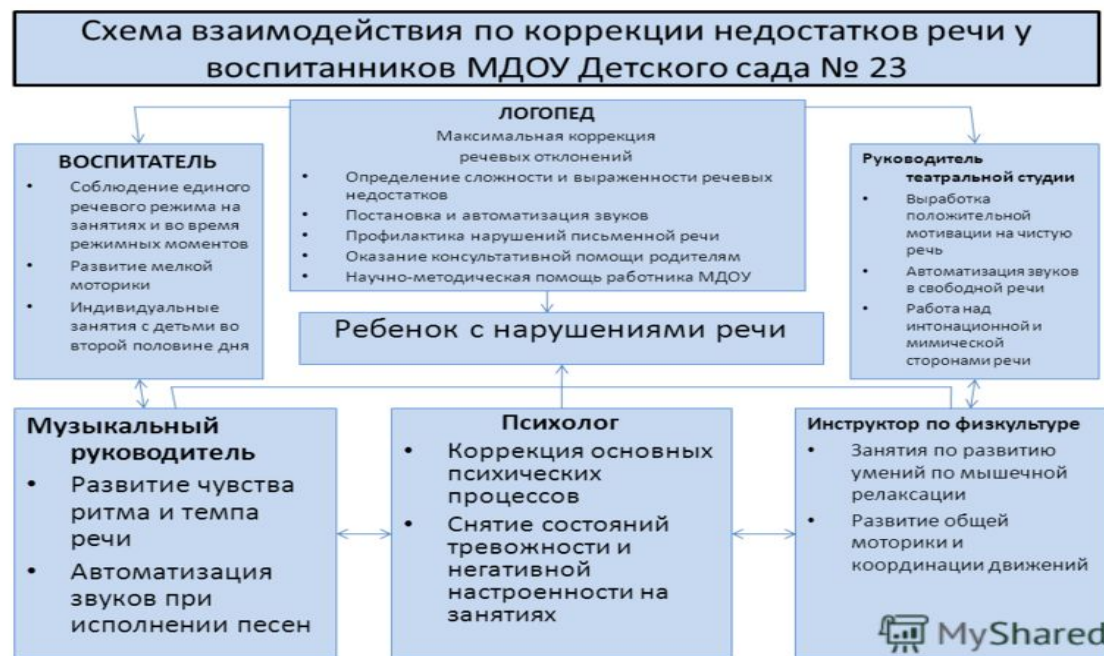 Схема взаимодействия по коррекции недостатков речи у
воспитанников МДОУ Детского сада № 23
ЛОГОПЕД
Максимальная коррекция
речевых отклонений
• Определение сложности и выраженности речевых
недостатков
• Постановка и автоматизация звуков
• Профилактика нарушений письменной речи
• Оказание консультативной помощи родителям
• Научно-методическая помощь работника МДОУ
ВОСПИТАТЕЛЬ
• Соблюдение единого
речевого режима на
занятиях и во время
режимных моментов
• Развитие мелкой
моторики
• Индивидуальные
занятия с детьми во
второй половине дня
Руководитель
театральной студии
• Выработка
положительной
мотивации на чистую
речь
• Автоматизация звуков
в свободной речи
• Работа над
интонационной и
мимической
сторонами речи
Ребенок с нарушениями речи
Музыкальный
руководитель
• Развитие чувства
ритма и темпа
речи
• Автоматизация
звуков при
исполнении песен
Психолог
• Коррекция основных
психических
процессов
• Снятие состояний
тревожности и
негативной
настроенности на
занятиях
Инструктор по физкультуре
• Занятия по развитию
умений по мышечной
релаксации
• Развитие общей
моторики и
координации движений
MyShared